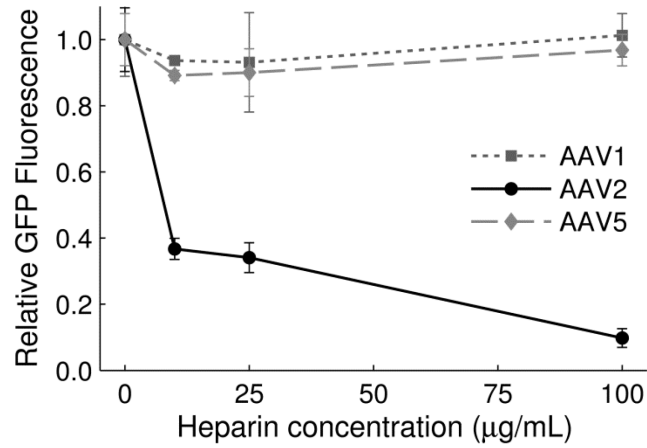 Relative GFP Fluorescence
1.0
0.8
0.6
0.4
0.2
0.0
AAV1
AAV2
AAV5
0 25 50 75 100
Heparin concentration (μg/mL)